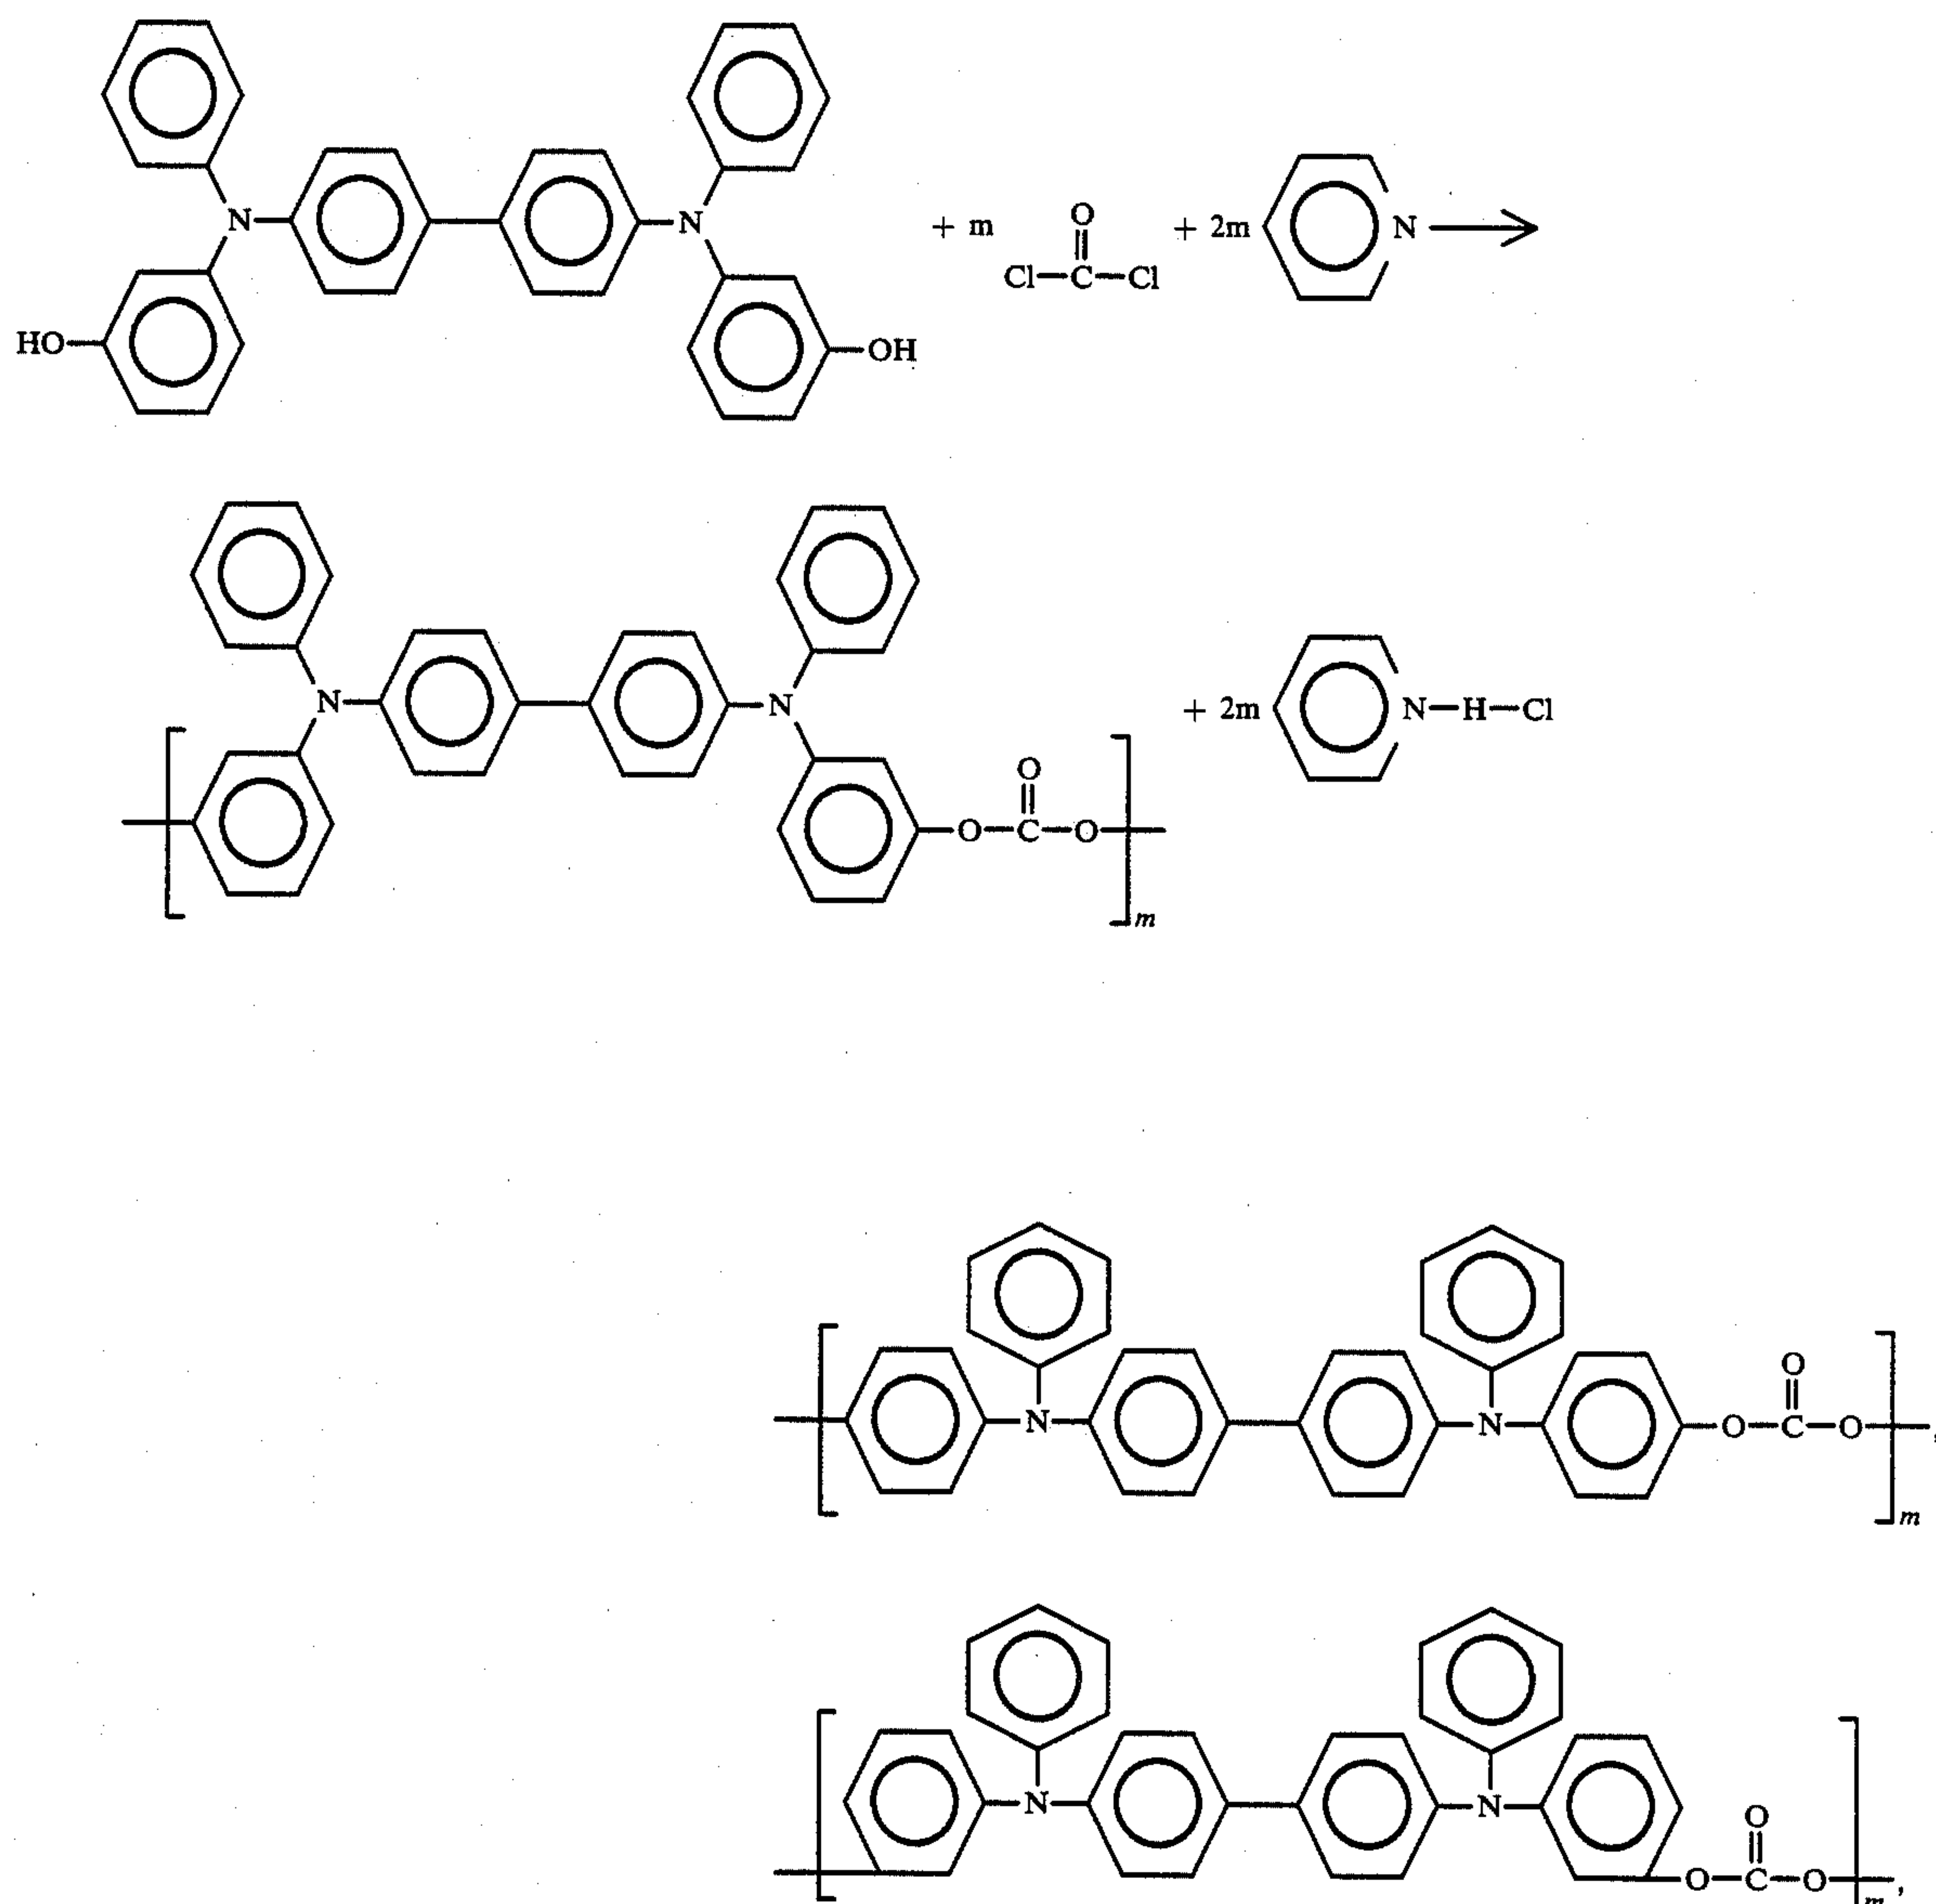 N N + m O + 2m N
Cl C Cl
HO OH
N N + 2m N H Cl
O
O C O
m
O
N N O C O ,
m
N N O
O C O ,
m